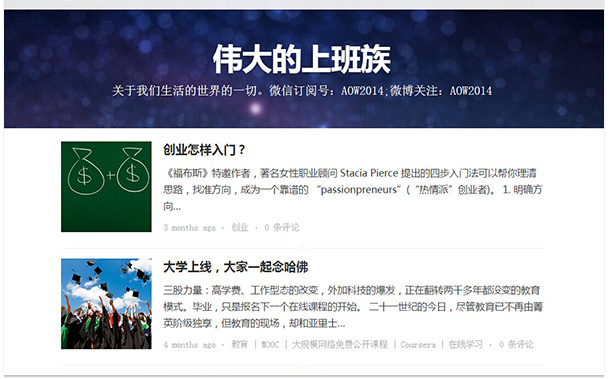 伟大的上班族
关于我们生活的世界的一切。微信订阅号：AOW2014;微博关注：AOW2014
创业怎样入门？
《福布斯》特邀作者，著名女性职业顾问 Stacia Pierce 提出的四步入门法可以帮你理清
思路，找准方向，成为一个靠谱的 “passionpreneurs”(“热情派”创业者)。 1. 明确方
向...
3 months ago · 创业 · 0 条评论
$ + $
大学上线，大家一起念哈佛
三股力量：高学费、工作型态的改变，外加科技的爆发，正在翻转两千多年都没变的教育
模式。毕业，只是报名下一个在线课程的开始。 二十一世纪的今日，尽管教育已不再由菁
英阶级独享，但教育的现场，却和亚里士...
4 months ago · 教育 | MOOC | 大规模网络免费公开课程 | Coursera | 在线学习 · 0 条评论